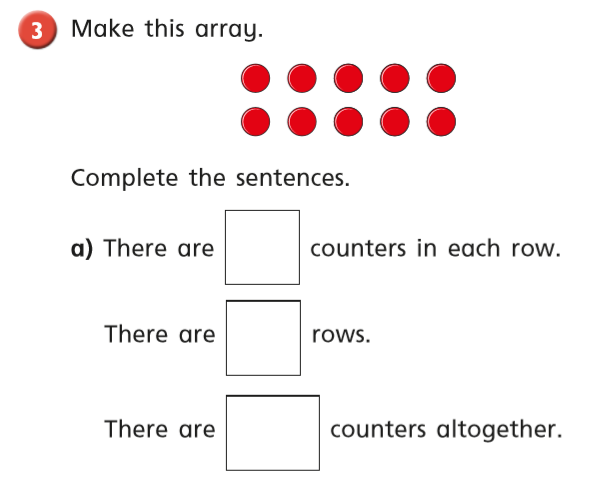 3 Make this array.
Complete the sentences.
a) There are counters in each row.
There are rows.
There are counters altogether.